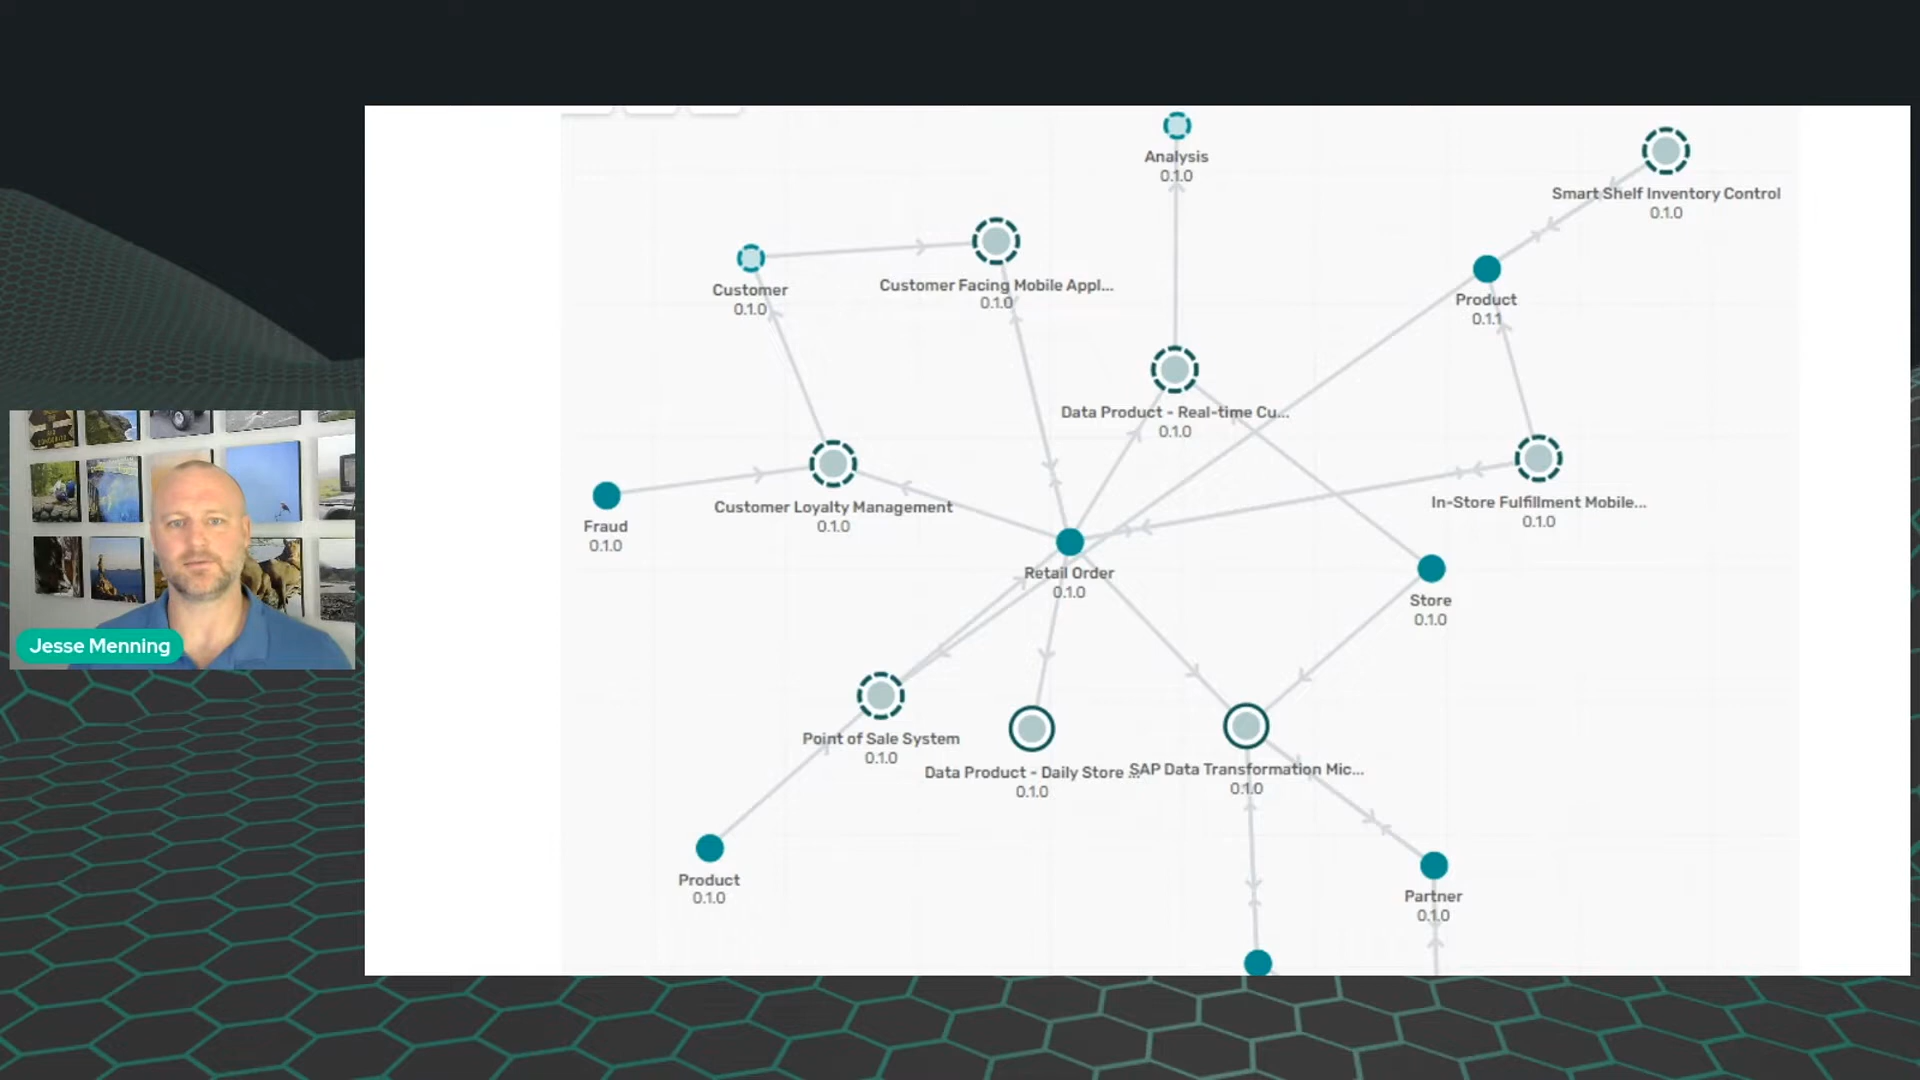 Analysis
0.1.0
Smart Shelf Inventory Control
0.1.0
Customer
0.1.0
Customer Facing Mobile Appl...
0.1.0
Product
0.1.1
Data Product - Real-time Cu...
0.1.0
Customer Loyalty Management
0.1.0
In-Store Fulfillment Mobile...
0.1.0
Fraud
0.1.0
Retail Order
0.1.0
Store
0.1.0
Jesse Menning
Point of Sale System
0.1.0
Data Product - Daily Store ...
0.1.0
SAP Data Transformation Mic...
0.1.0
Product
0.1.0
Partner
0.1.0